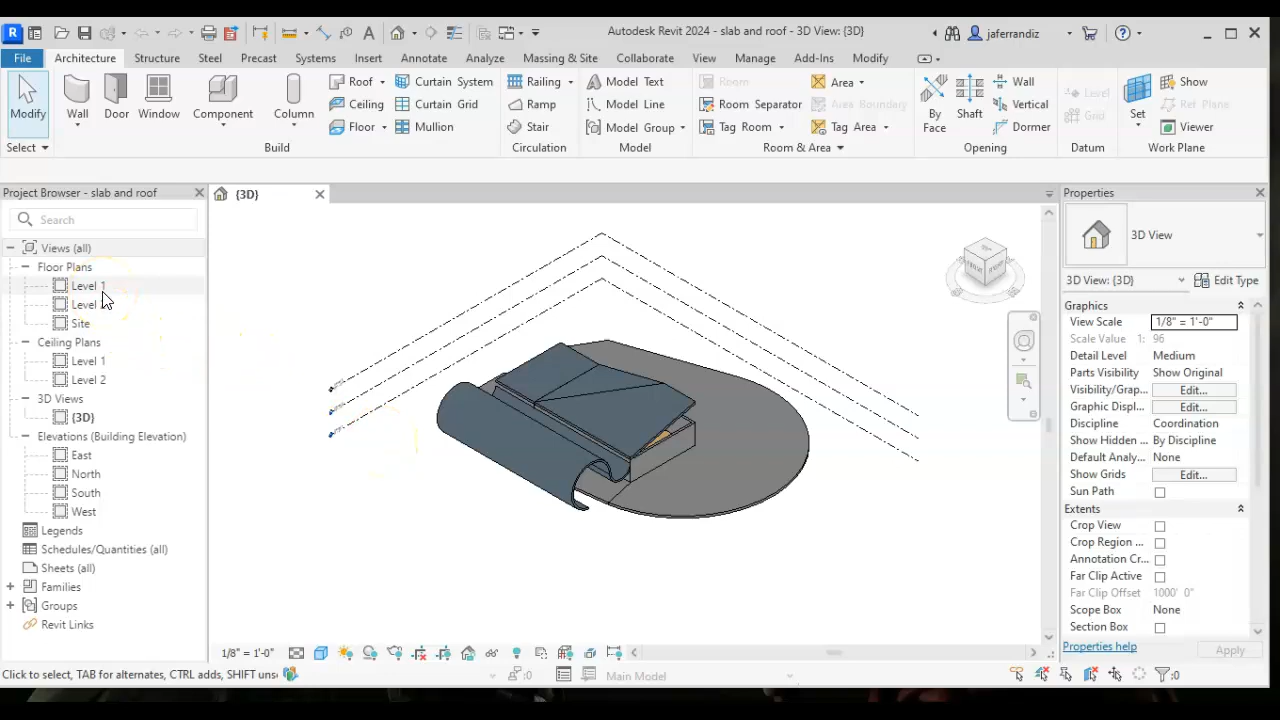 Autodesk Revit 2024 - slab and roof - 3D View: {3D}
jaferrandiz
File Architecture Structure Steel Precast Systems Insert Annotate Analyze Massing & Site Collaborate View Manage Add-Ins Modify
Modify Wall Door Window Component Column
Roof Curtain System Railing Model Text Room Area Wall Level
Ceiling Curtain Grid Ramp Model Line Room Separator Area Boundary Vertical Grid
Floor Mullion Stair Model Group Tag Room Tag Area Dormer
By Face Shaft
Set Show
Ref Plane
Viewer
Select Build Circulation Model Room & Area Opening Datum Work Plane
Project Browser - slab and roof
Search
Views (all)
Floor Plans
Level 1
Level
Site
Ceiling Plans
Level 1
Level 2
3D Views
{3D}
Elevations (Building Elevation)
East
North
South
West
Legends
Schedules/Quantities (all)
Sheets (all)
Families
Groups
Revit Links
{3D}
Properties
3D View
3D View: {3D} Edit Type
Graphics
View Scale 1/8" = 1'-0"
Scale Value 1: 96
Detail Level Medium
Parts Visibility Show Original
Visibility/Grap... Edit...
Graphic Displ... Edit...
Discipline Coordination
Show Hidden ... By Discipline
Default Analy... None
Show Grids Edit...
Sun Path
Extents
Crop View
Crop Region ...
Annotation Cr...
Far Clip Active
Far Clip Offset 1000' 0"
Scope Box None
Section Box
Properties help Apply
1/8" = 1'-0"
Click to select, TAB for alternates, CTRL adds, SHIFT uns
:0 Main Model :0